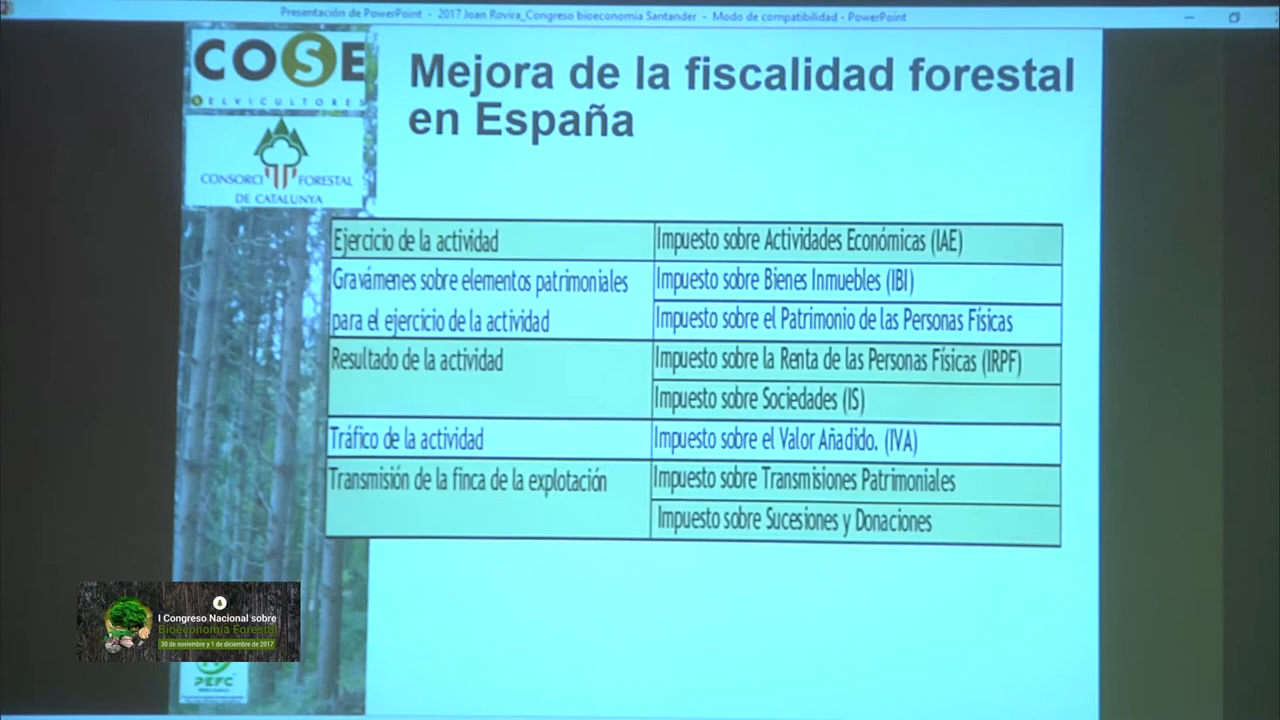 Presentación de PowerPoint - 2017 Joan Rovira_Congreso bioeconomia Santander - Modo de compatibilidad - PowerPoint
COSE
SELVICULTORES
CONSORCI FORESTAL
DE CATALUNYA
Mejora de la fiscalidad forestal
en España
Ejercicio de la actividad
Impuesto sobre Actividades Económicas (IAE)
Gravámenes sobre elementos patrimoniales
para el ejercicio de la actividad
Impuesto sobre Bienes Inmuebles (IBI)
Impuesto sobre el Patrimonio de las Personas Físicas
Resultado de la actividad
Impuesto sobre la Renta de las Personas Físicas (IRPF)
Impuesto sobre Sociedades (IS)
Tráfico de la actividad
Impuesto sobre el Valor Añadido. (IVA)
Transmisión de la finca de la explotación
Impuesto sobre Transmisiones Patrimoniales
Impuesto sobre Sucesiones y Donaciones
I Congreso Nacional sobre
Bioeconomía Forestal
30 de noviembre y 1 de diciembre de 2017
PEFC